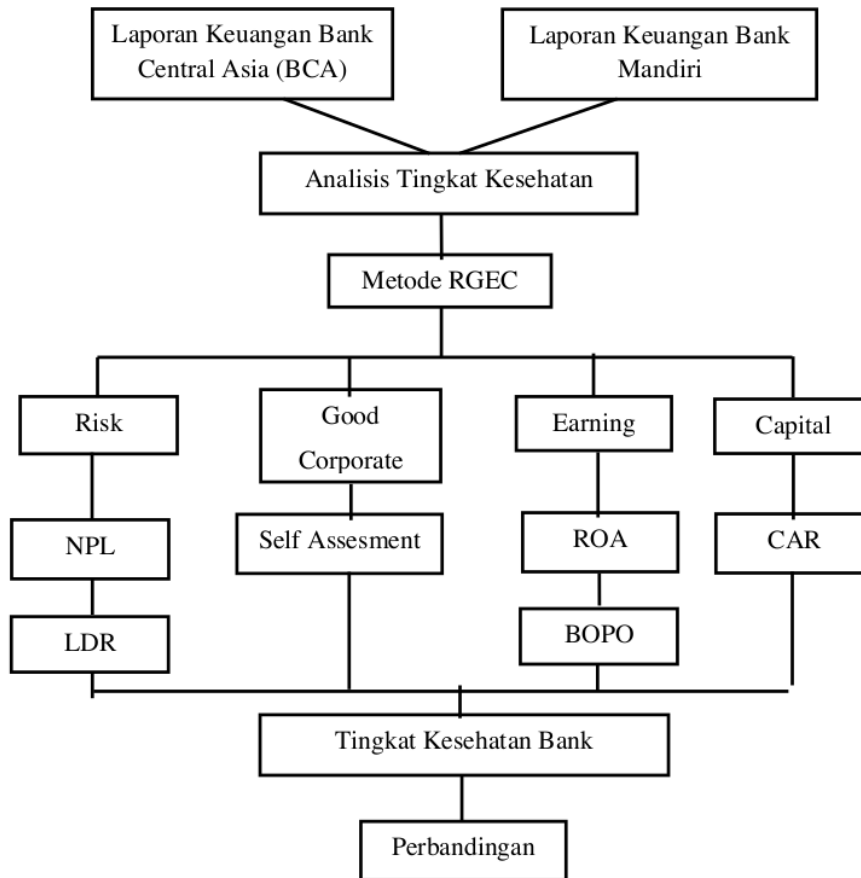 Laporan Keuangan Bank
Central Asia (BCA)
Laporan Keuangan Bank
Mandiri
Analisis Tingkat Kesehatan
Metode RGEC
Risk
Good
Corporate
Earning
Capital
NPL
Self Assesment
ROA
CAR
LDR
BOPO
Tingkat Kesehatan Bank
Perbandingan